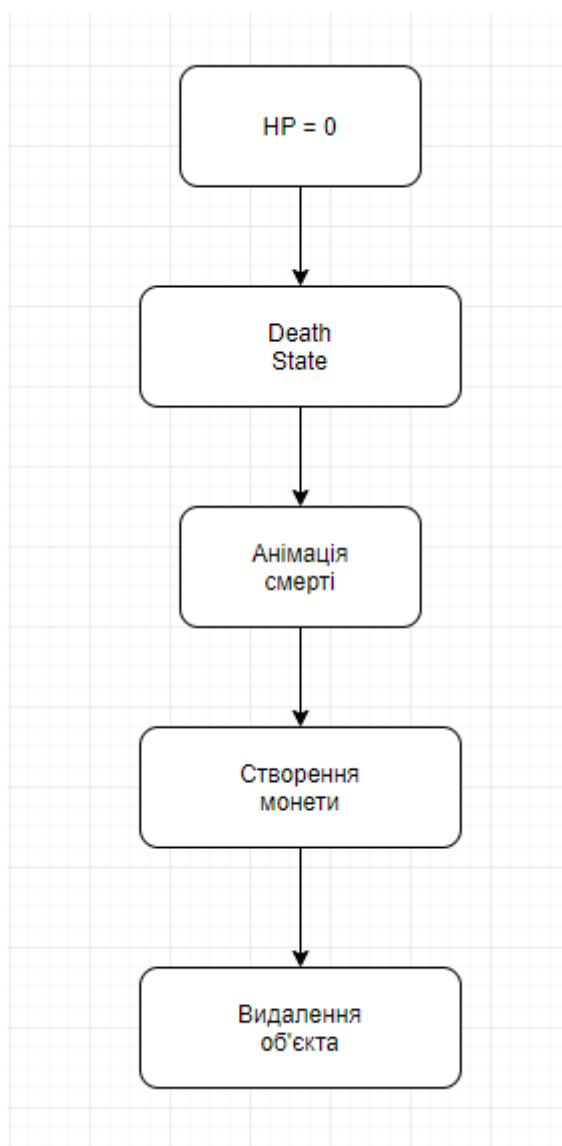 HP = 0
Death
State
Анімація
смерті
Створення
монети
Видалення
об'єкта